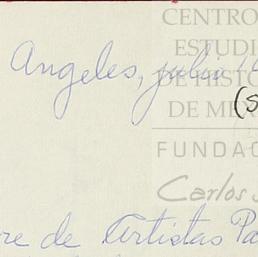 CENTRO
ESTUDI
Angeles, julio
DE HISTO
DE ME
(S
FUNDAC
Carlos S
re de Artistas Pa